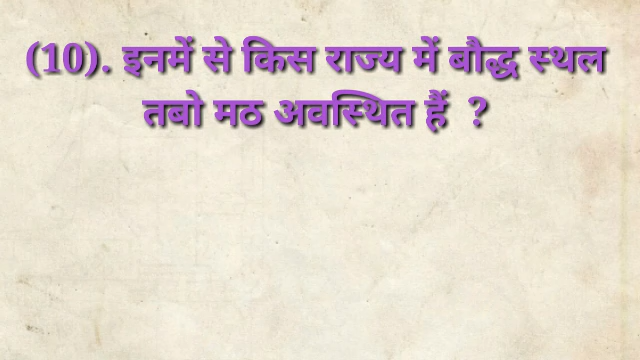 (10). इनमें से किस राज्य में बौद्ध स्थल
तबो मठ अवस्थित हैं ?